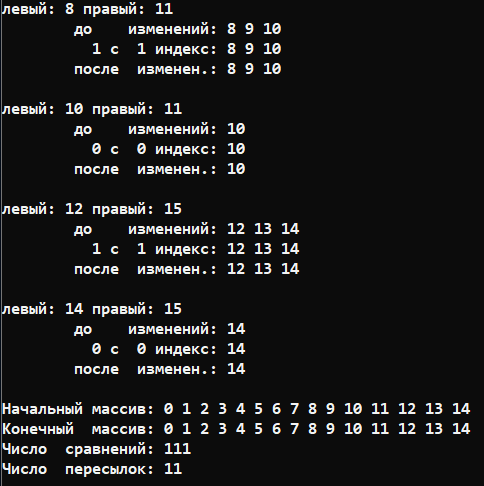 левый: 8 правый: 11
до    изменений: 8 9 10
1 с  1 индекс: 8 9 10
после  изменен.: 8 9 10
левый: 10 правый: 11
до    изменений: 10
0 с  0 индекс: 10
после  изменен.: 10
левый: 12 правый: 15
до    изменений: 12 13 14
1 с  1 индекс: 12 13 14
после  изменен.: 12 13 14
левый: 14 правый: 15
до    изменений: 14
0 с  0 индекс: 14
после  изменен.: 14
Начальный массив: 0 1 2 3 4 5 6 7 8 9 10 11 12 13 14
Конечный  массив: 0 1 2 3 4 5 6 7 8 9 10 11 12 13 14
Число  сравнений: 111
Число  пересылок: 11